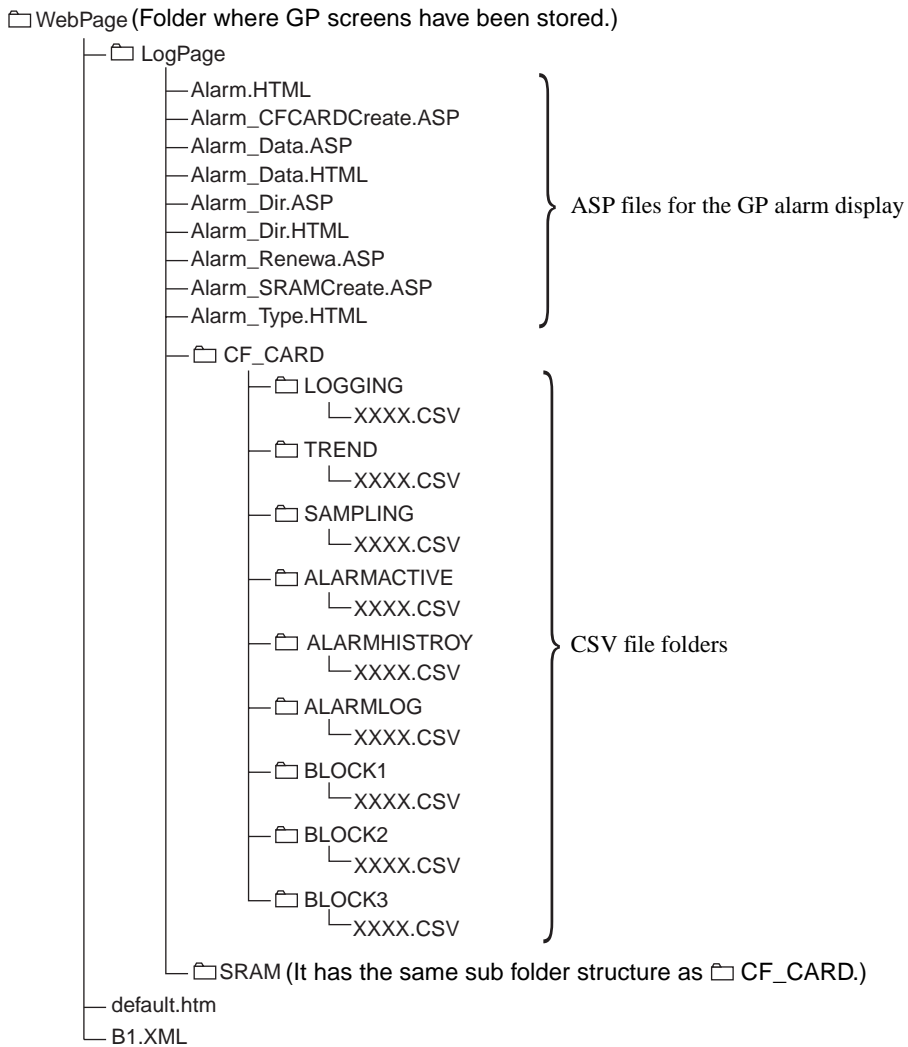 WebPage (Folder where GP screens have been stored.)
LogPage
Alarm.HTML
Alarm_CFCARDCreate.ASP
Alarm_Data.ASP
Alarm_Data.HTML
Alarm_Dir.ASP
Alarm_Dir.HTML
Alarm_Renewa.ASP
Alarm_SRAMCreate.ASP
Alarm_Type.HTML
ASP files for the GP alarm display
CF_CARD
LOGGING
XXXX.CSV
TREND
XXXX.CSV
SAMPLING
XXXX.CSV
ALARMACTIVE
XXXX.CSV
ALARMHISTROY
XXXX.CSV
ALARMLOG
XXXX.CSV
BLOCK1
XXXX.CSV
BLOCK2
XXXX.CSV
BLOCK3
XXXX.CSV
CSV file folders
SRAM (It has the same sub folder structure as CF_CARD.)
default.htm
B1.XML